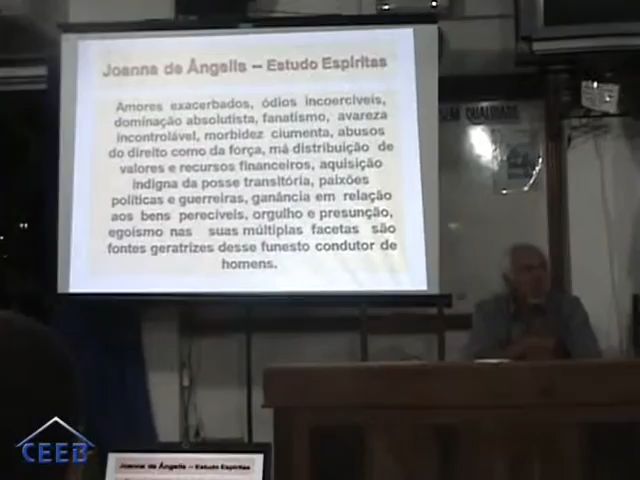 Joanna de Ângelis – Estudo Espíritas
Amores exacerbados, ódios incoercíveis,
dominação absolutista, fanatismo, avareza
incontrolável, morbidez ciumenta, abusos
do direito como da força, má distribuição de
valores e recursos financeiros, aquisição
indigna da posse transitória, paixões
políticas e guerreiras, ganância em relação
aos bens perecíveis, orgulho e presunção,
egoísmo nas suas múltiplas facetas são
fontes geratrizes desse funesto condutor de
homens.
SEM QUALIDADE
CEEB
Joanna de Ângelis – Estudo Espíritas